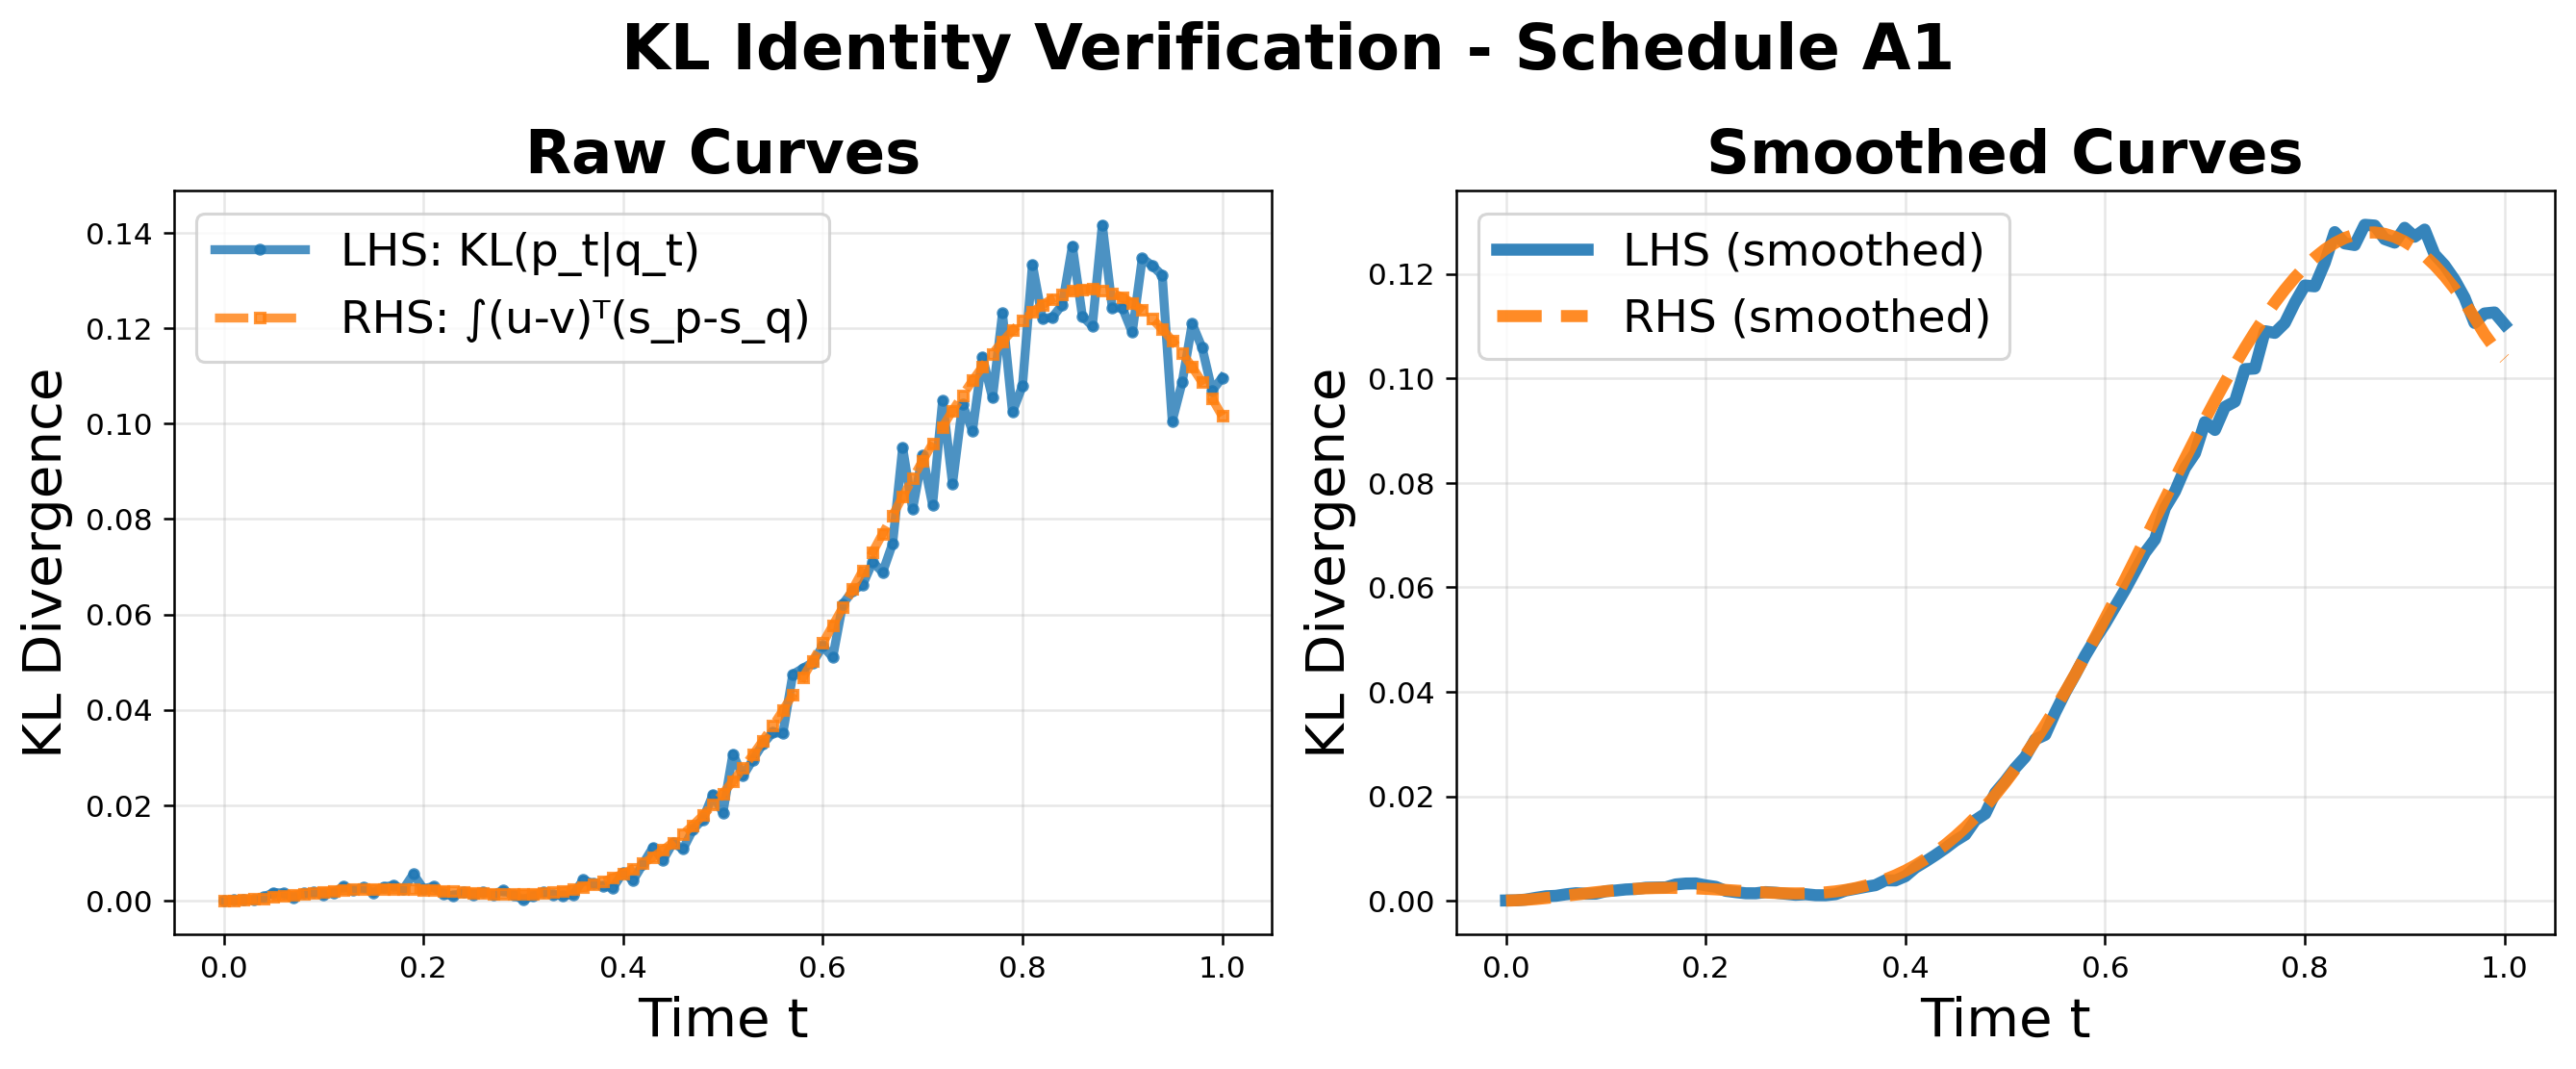 KL Identity Verification - Schedule A1
Raw Curves
LHS: KL(p_t|q_t)
RHS: ∫(u-v)ᵀ(s_p-s_q)
KL Divergence
0.14
0.12
0.10
0.08
0.06
0.04
0.02
0.00
0.0 0.2 0.4 0.6 0.8 1.0
Time t
Smoothed Curves
LHS (smoothed)
RHS (smoothed)
KL Divergence
0.12
0.10
0.08
0.06
0.04
0.02
0.00
0.0 0.2 0.4 0.6 0.8 1.0
Time t